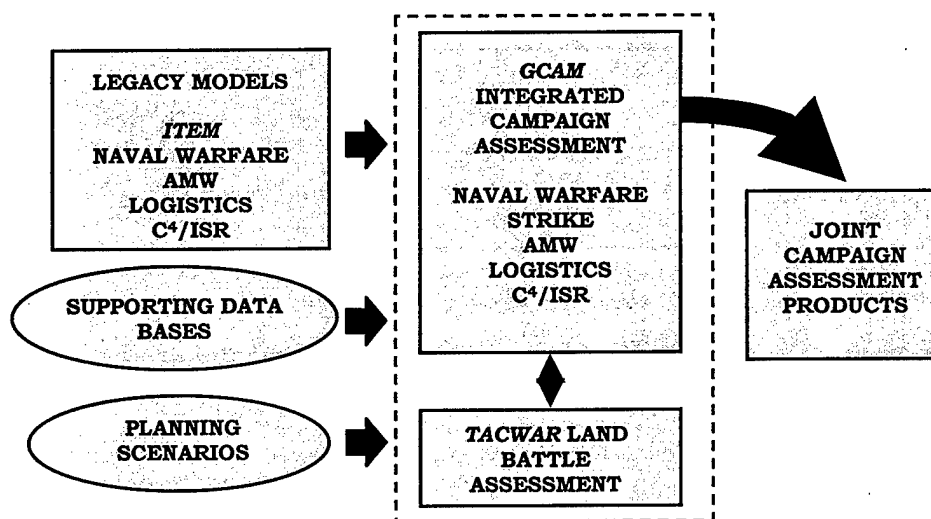 LEGACY MODELS
ITEM
NAVAL WARFARE
AMW
LOGISTICS
C⁴/ISR
SUPPORTING DATA
BASES
PLANNING
SCENARIOS
GCAM
INTEGRATED
CAMPAIGN
ASSESSMENT
NAVAL WARFARE
STRIKE
AMW
LOGISTICS
C⁴/ISR
TACWAR LAND
BATTLE
ASSESSMENT
JOINT
CAMPAIGN
ASSESSMENT
PRODUCTS